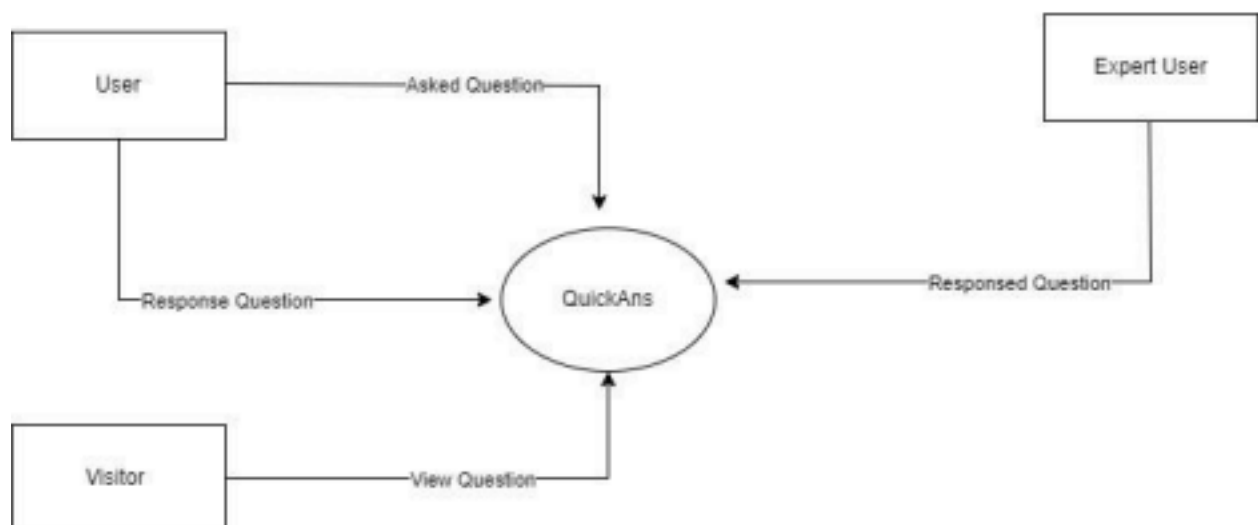 User
Asked Question
Expert User
Response Question
QuickAns
Responsed Question
Visitor
View Question